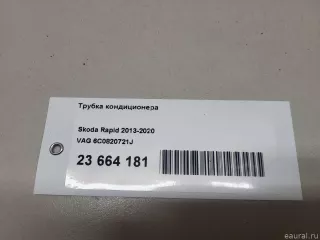 Трубка кондиционера
Skoda Rapid 2013-2020
VAG 6C0820721J
23 664 181
eaural.ru